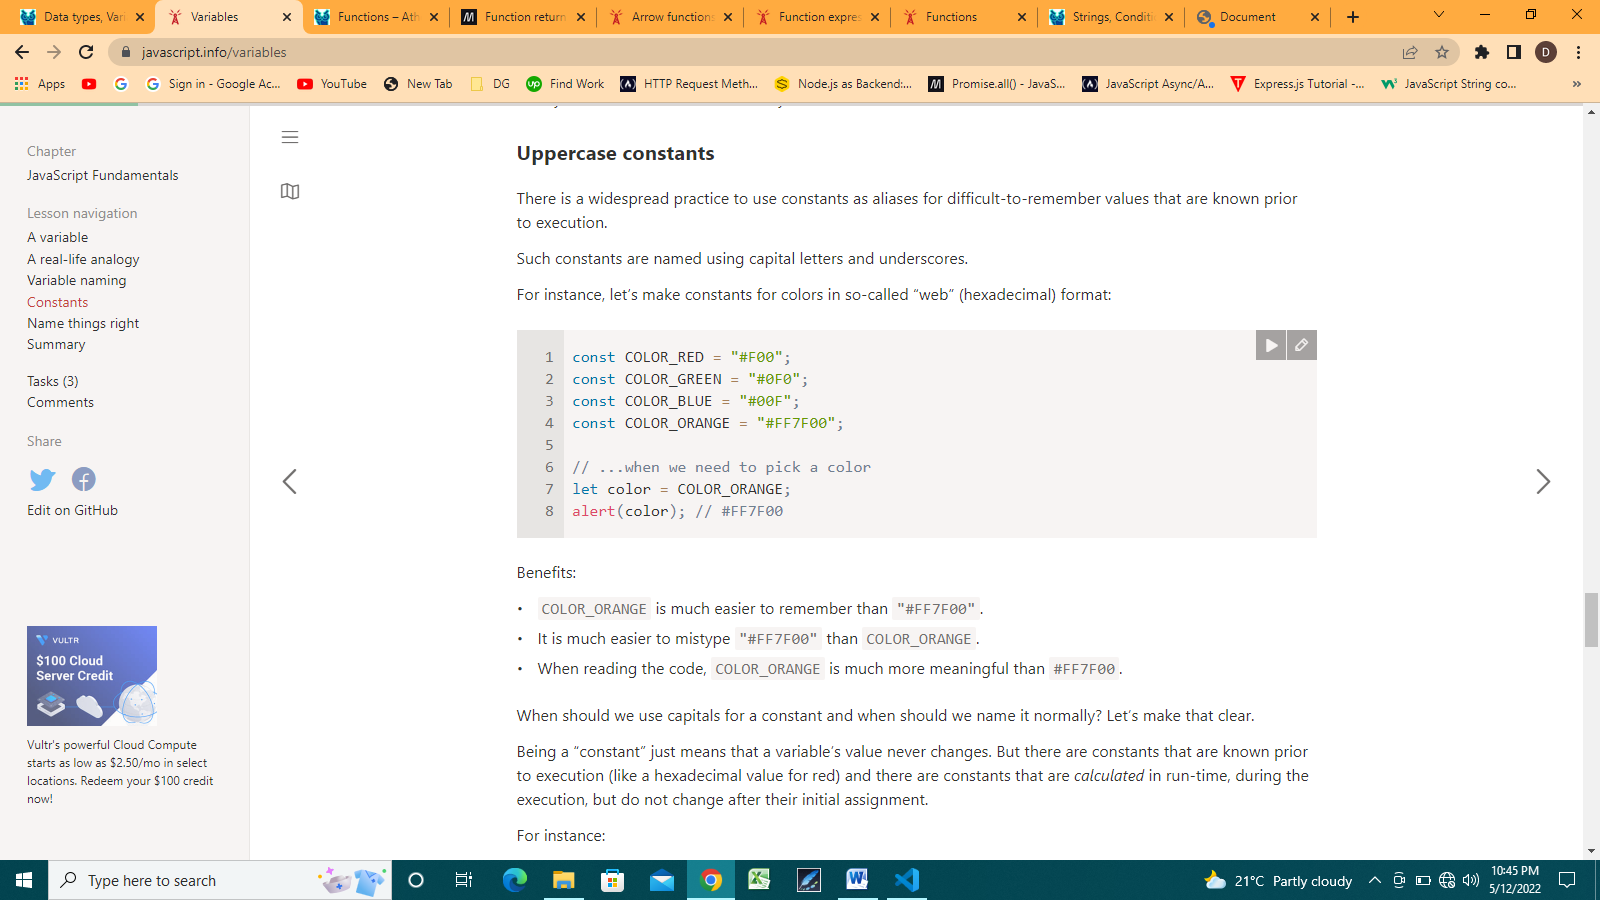 Data types, Vari
Variables
Functions – Ath
Function return
Arrow functions
Function expres
Functions
Strings, Conditi
Document
javascript.info/variables
D
Apps
Sign in - Google Ac...
YouTube
New Tab
DG
up
Find Work
HTTP Request Meth...
Node.js as Backend:...
Promise.all() - JavaS...
JavaScript Async/A...
Express.js Tutorial -...
JavaScript String co...
»
Chapter
JavaScript Fundamentals
Lesson navigation
A variable
A real-life analogy
Variable naming
Constants
Name things right
Summary
Tasks (3)
Comments
Share
Edit on GitHub
VULTR
$100 Cloud
Server Credit
Vultr's powerful Cloud Compute
starts as low as $2.50/mo in select
locations. Redeem your $100 credit
now!
Uppercase constants
There is a widespread practice to use constants as aliases for difficult-to-remember values that are known prior
to execution.
Such constants are named using capital letters and underscores.
For instance, let's make constants for colors in so-called “web” (hexadecimal) format:
1 const COLOR_RED = "#F00";
2 const COLOR_GREEN = "#0F0";
3 const COLOR_BLUE = "#00F";
4 const COLOR_ORANGE = "#FF7F00";
5
6 // ...when we need to pick a color
7 let color = COLOR_ORANGE;
8 alert(color); // #FF7F00
Benefits:
• COLOR_ORANGE is much easier to remember than "#FF7F00" .
• It is much easier to mistype "#FF7F00" than COLOR_ORANGE .
• When reading the code, COLOR_ORANGE is much more meaningful than #FF7F00 .
When should we use capitals for a constant and when should we name it normally? Let's make that clear.
Being a “constant” just means that a variable's value never changes. But there are constants that are known prior
to execution (like a hexadecimal value for red) and there are constants that are calculated in run-time, during the
execution, but do not change after their initial assignment.
For instance:
Type here to search
21°C Partly cloudy
10:45 PM
5/12/2022